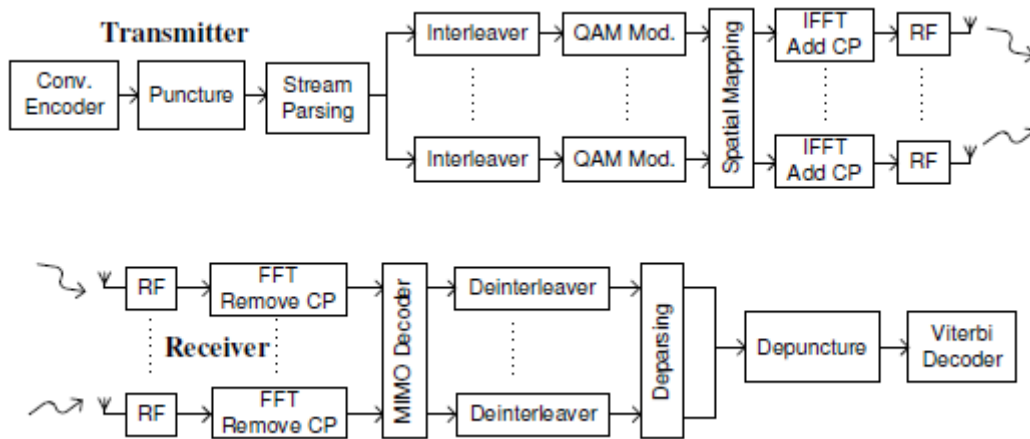 Transmitter
Conv.
Encoder
Puncture
Stream
Parsing
Interleaver
QAM Mod.
Interleaver
QAM Mod.
Spatial Mapping
IFFT
Add CP
RF
IFFT
Add CP
RF
Receiver
RF
FFT
Remove CP
RF
FFT
Remove CP
MIMO Decoder
Deinterleaver
Deinterleaver
Deparsing
Depuncture
Viterbi
Decoder